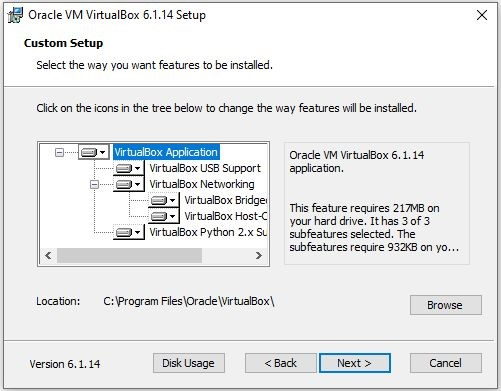 Oracle VM VirtualBox 6.1.14 Setup
Custom Setup
Select the way you want features to be installed.
Click on the icons in the tree below to change the way features will be installed.
VirtualBox Application
VirtualBox USB Support
VirtualBox Networking
VirtualBox Bridge
VirtualBox Host-O
VirtualBox Python 2.x Su
Oracle VM VirtualBox 6.1.14
application.
This feature requires 217MB on
your hard drive. It has 3 of 3
subfeatures selected. The
subfeatures require 932KB on yo...
Location: C:\Program Files\Oracle\VirtualBox\
Browse
Version 6.1.14
Disk Usage
< Back
Next >
Cancel